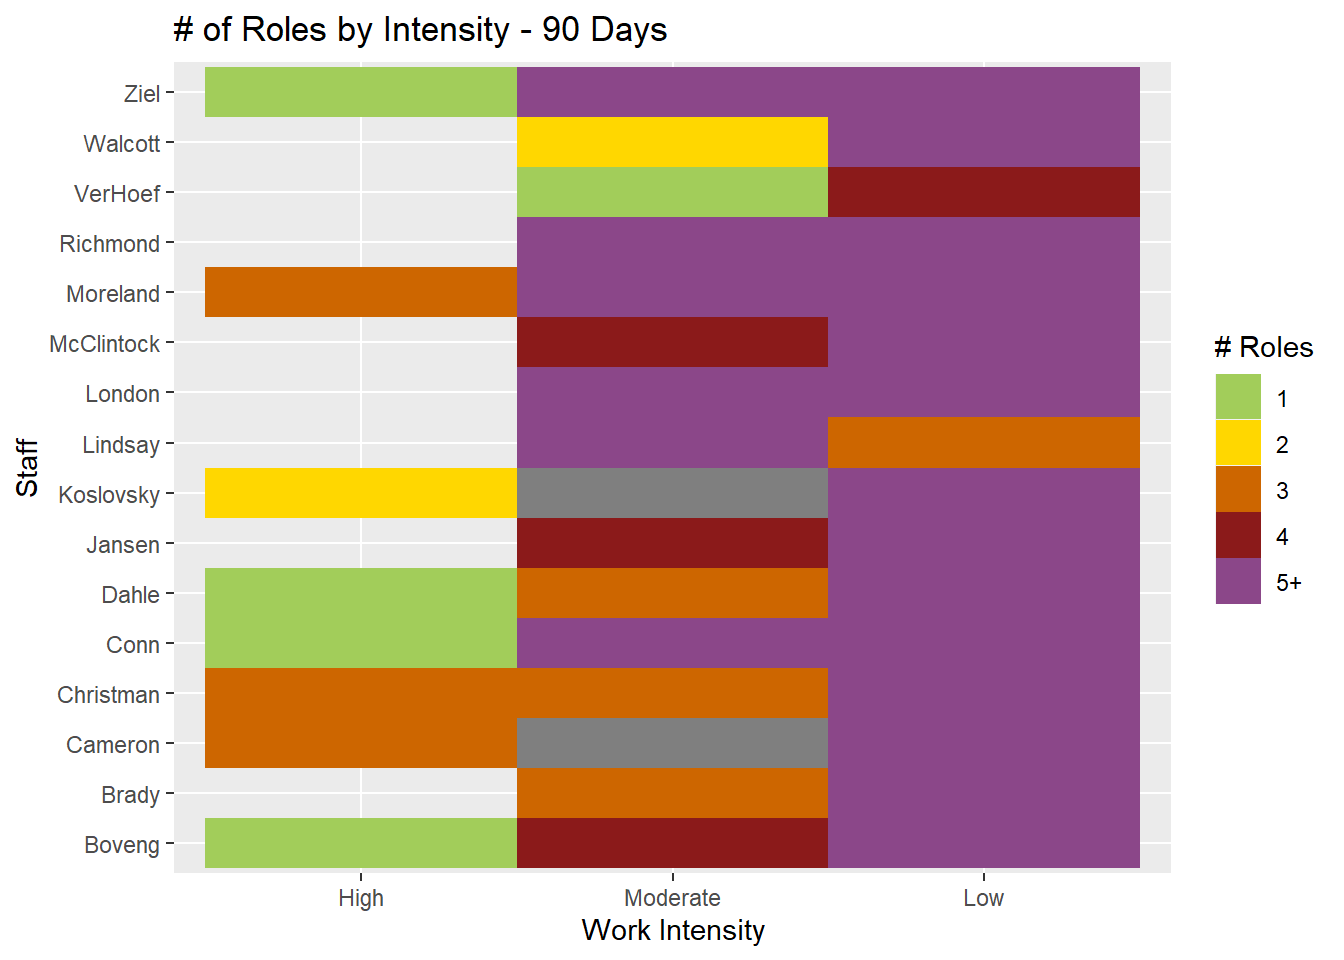 # of Roles by Intensity - 90 Days
Ziel
Walcott
VerHoef
Richmond
Moreland
McClintock
London
Lindsay
Koslovsky
Jansen
Dahle
Conn
Christman
Cameron
Brady
Boveng
Staff
High Moderate Low
Work Intensity
# Roles
1
2
3
4
5+